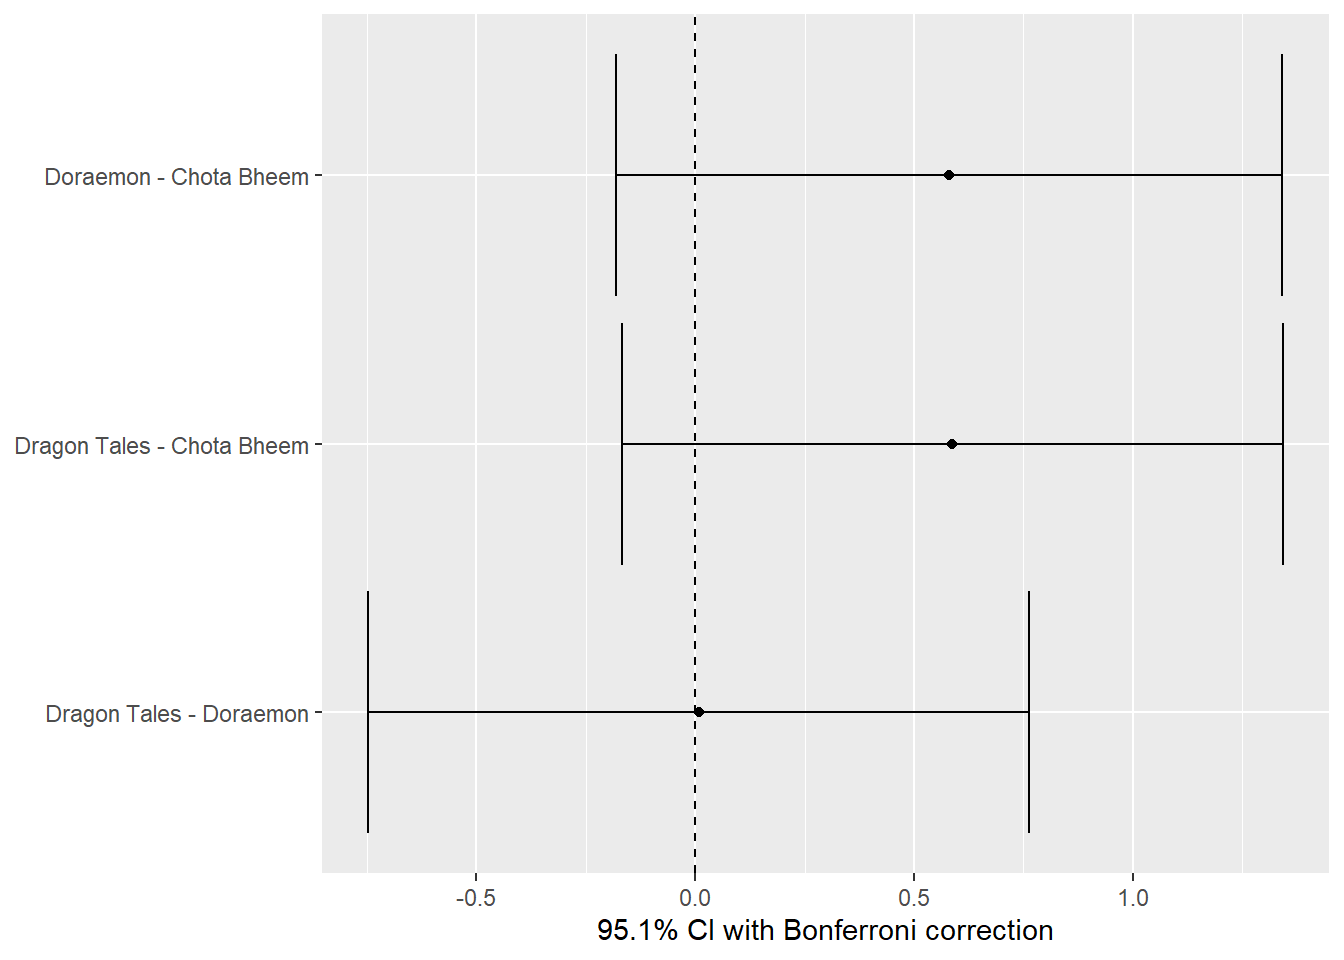 Doraemon - Chota Bheem
Dragon Tales - Chota Bheem
Dragon Tales - Doraemon
-0.5 0.0 0.5 1.0
95.1% CI with Bonferroni correction